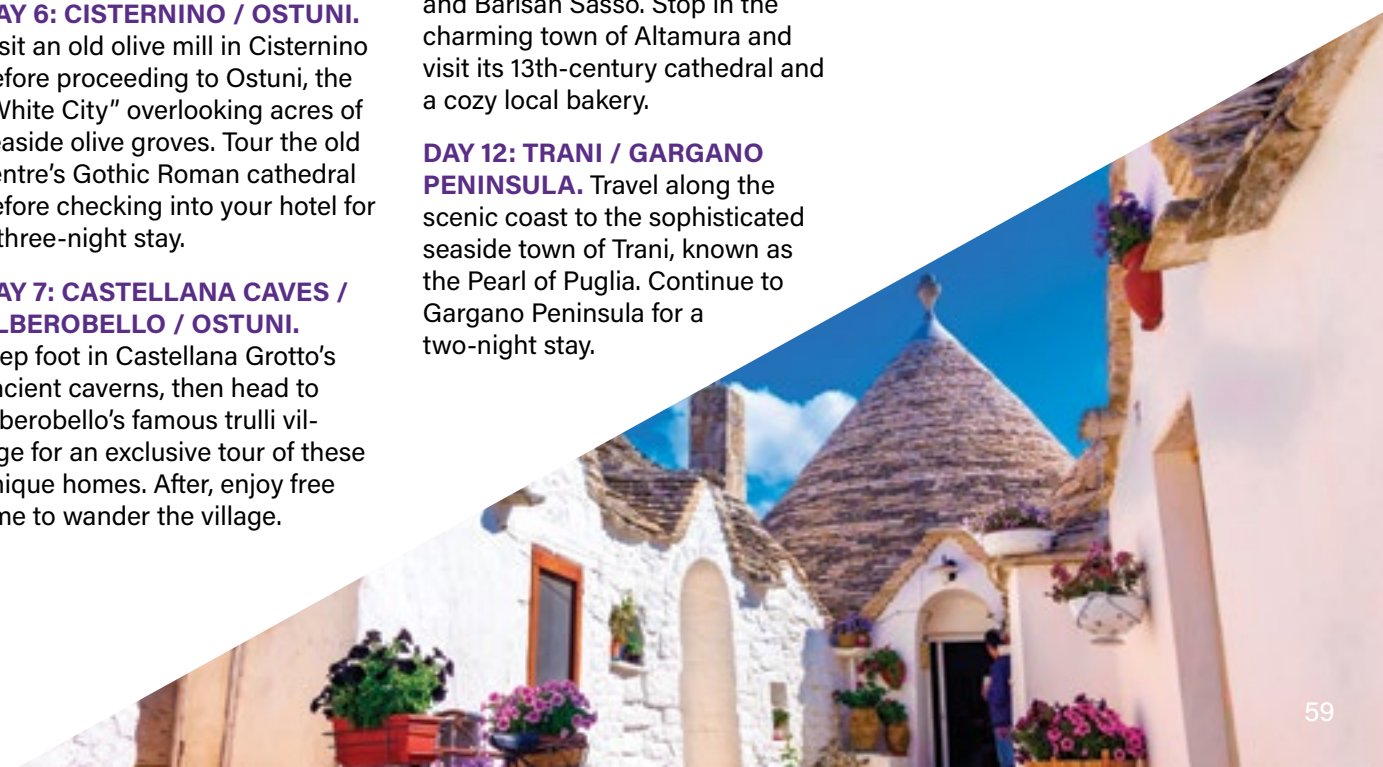 AY 6: CISTERNINO / OSTUNI.
sit an old olive mill in Cisternino
efore proceeding to Ostuni, the
White City” overlooking acres of
easide olive groves. Tour the old
entre’s Gothic Roman cathedral
efore checking into your hotel for
three-night stay.
AY 7: CASTELLANA CAVES /
LBEROBELLO / OSTUNI.
ep foot in Castellana Grotto’s
ncient caverns, then head to
berobello’s famous trulli vil-
ge for an exclusive tour of these
nique homes. After, enjoy free
me to wander the village.
and Barisan Sasso. Stop in the
charming town of Altamura and
visit its 13th-century cathedral and
a cozy local bakery.
DAY 12: TRANI / GARGANO
PENINSULA. Travel along the
scenic coast to the sophisticated
seaside town of Trani, known as
the Pearl of Puglia. Continue to
Gargano Peninsula for a
two-night stay.
59